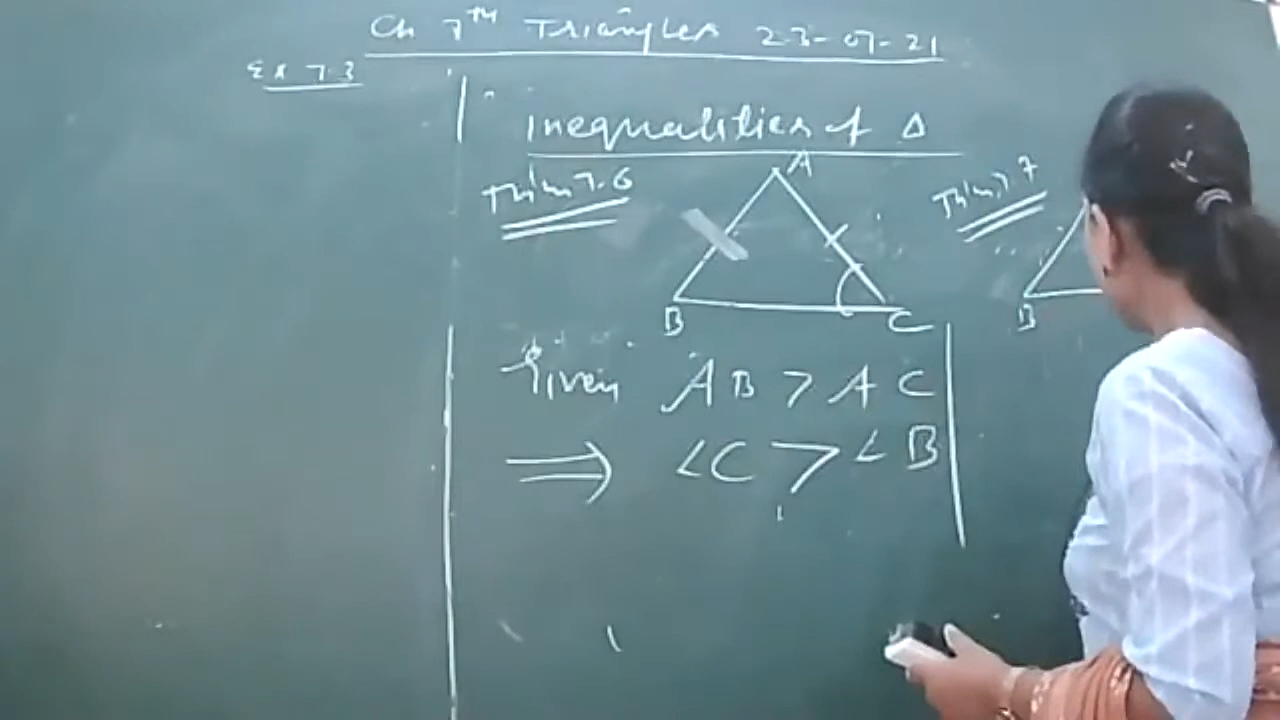 Ch 7TH Triangles 23-07-21
Ex 7.3
Inequalities of Δ
Th'm 7.6
A
B
C
Given AB > AC
⟹ <C > <B
Th'm 7.7
B